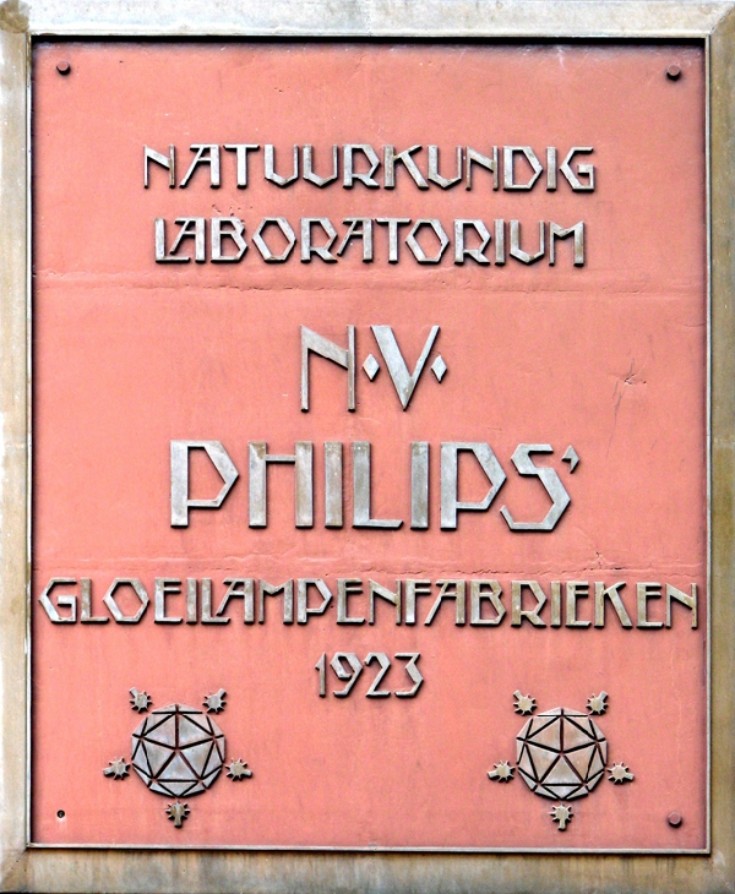 NATUURKUNDIG
LABORATORIUM
N·V·
PHILIPS'
GLOEILAMPENFABRIEKEN
1923